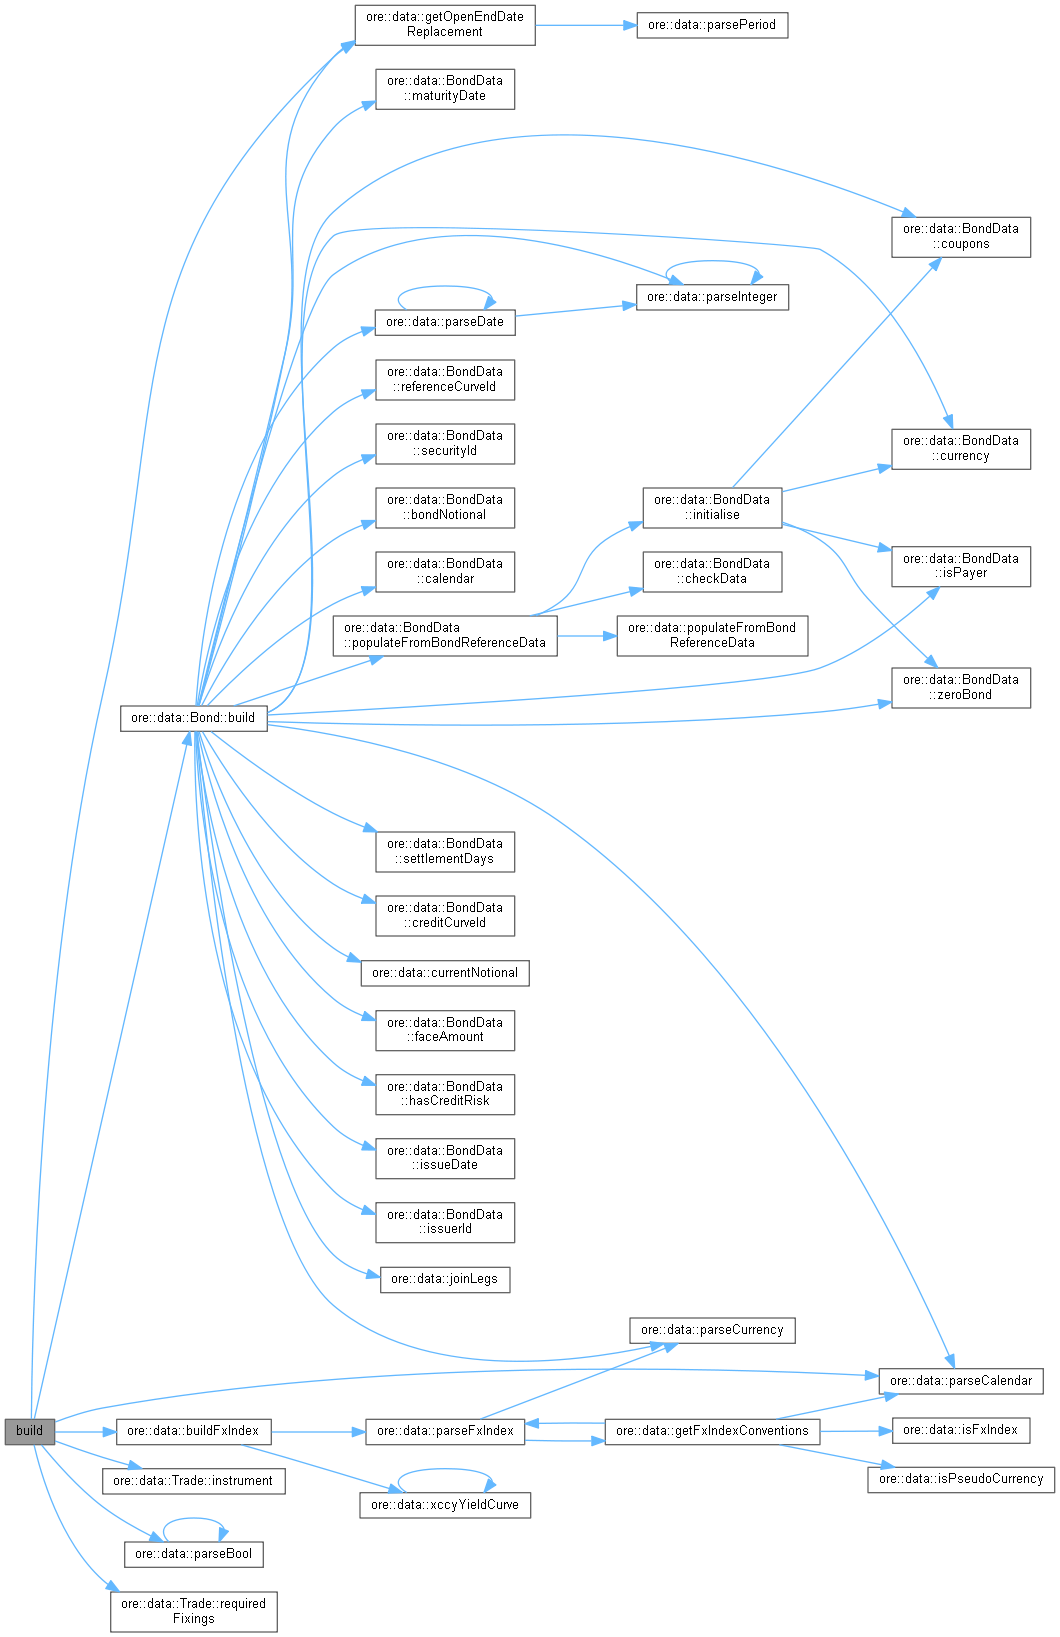 ore::data::getOpenEndDate
Replacement
ore::data::parsePeriod
ore::data::BondData
::maturityDate
ore::data::BondData
::coupons
ore::data::parseInteger
ore::data::parseDate
ore::data::BondData
::referenceCurveId
ore::data::BondData
::securityId
ore::data::BondData
::currency
ore::data::BondData
::bondNotional
ore::data::BondData
::initialise
ore::data::BondData
::calendar
ore::data::BondData
::checkData
ore::data::BondData
::isPayer
ore::data::BondData
::populateFromBondReferenceData
ore::data::populateFromBond
ReferenceData
ore::data::BondData
::zeroBond
ore::data::Bond::build
ore::data::BondData
::settlementDays
ore::data::BondData
::creditCurveId
ore::data::currentNotional
ore::data::BondData
::faceAmount
ore::data::BondData
::hasCreditRisk
ore::data::BondData
::issueDate
ore::data::BondData
::issuerId
ore::data::joinLegs
ore::data::parseCurrency
ore::data::parseCalendar
build
ore::data::buildFxIndex
ore::data::parseFxIndex
ore::data::getFxIndexConventions
ore::data::isFxIndex
ore::data::Trade::instrument
ore::data::isPseudoCurrency
ore::data::xccyYieldCurve
ore::data::parseBool
ore::data::Trade::required
Fixings